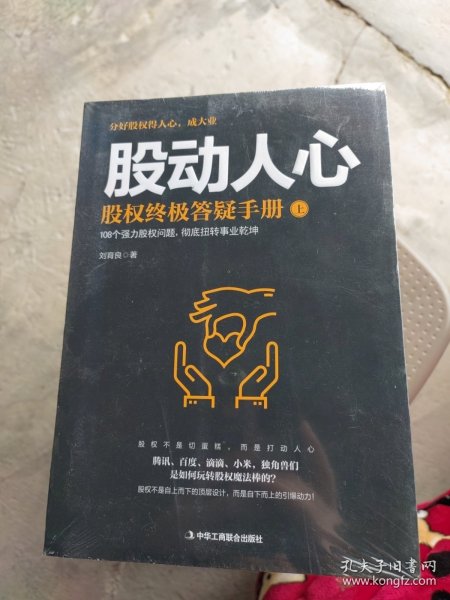 分好股权得人心，成大业
股动人心
股权终极答疑手册 上
108个强力股权问题，彻底扭转事业乾坤
刘育良◎著
股权不是切蛋糕，而是打动人心
腾讯、百度、滴滴、小米，独角兽们
是如何玩转股权魔法棒的？
股权不是自上而下的顶层设计，而是自下而上的引爆动力！
中华工商联合出版社
孔夫子旧书网
www.kongfz.com